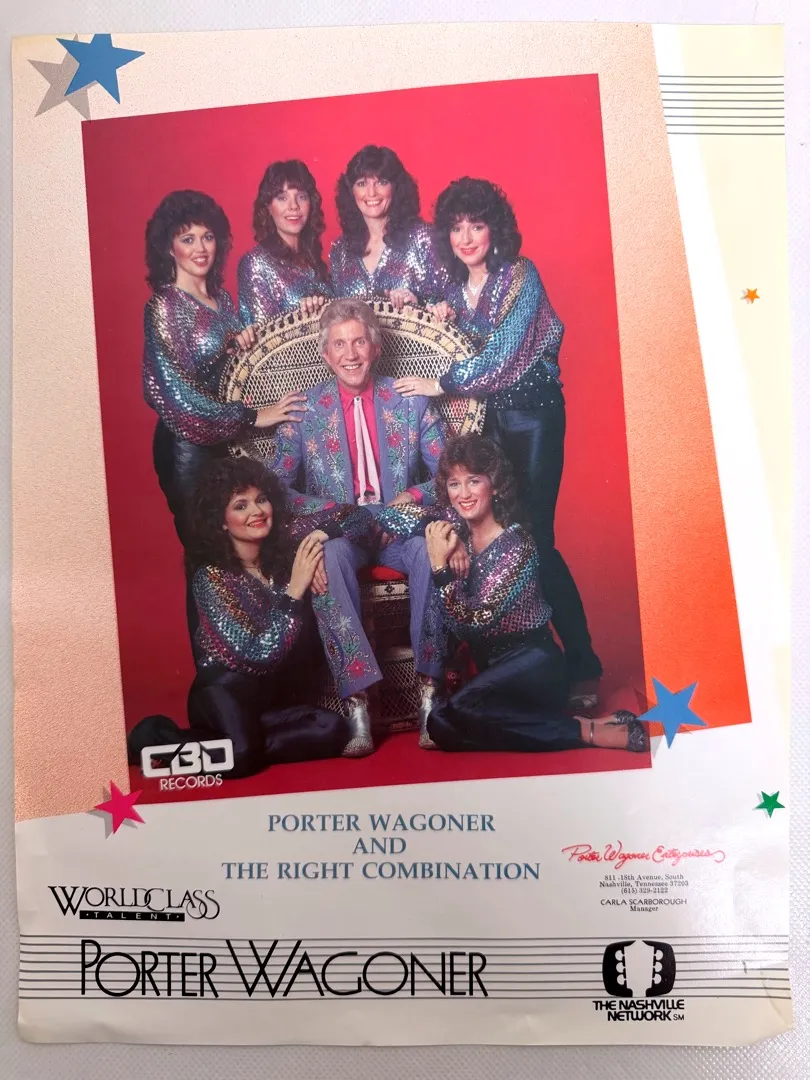 CBD
RECORDS
PORTER WAGONER
AND
THE RIGHT COMBINATION
Porter Wagoner Enterprises
811 -18th Avenue, South
Nashville, Tennessee 37203
(615) 329-2122
CARLA SCARBOROUGH
Manager
WORLDCLASS
·TALENT·
PORTER WAGONER
THE NASHVILLE
NETWORK SM